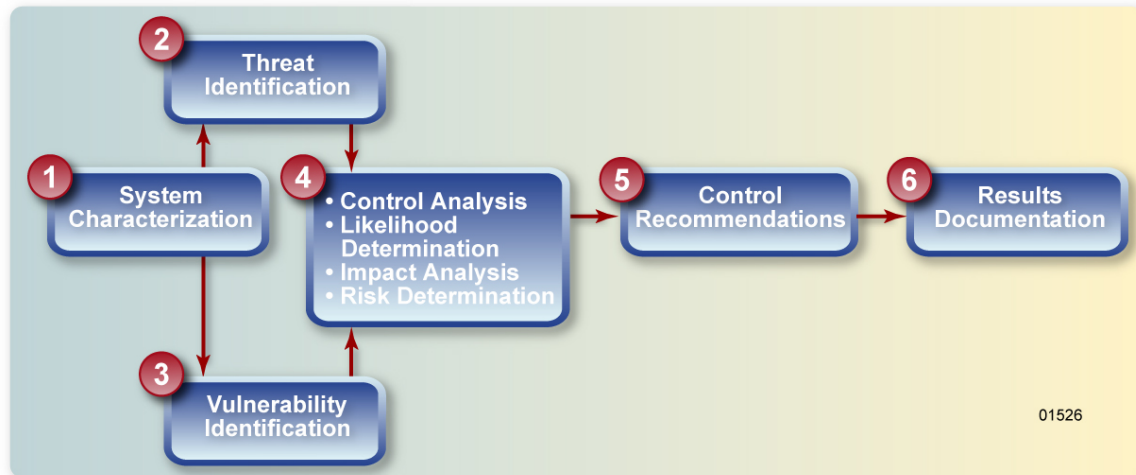 1
System
Characterization
2
Threat
Identification
3
Vulnerability
Identification
4
• Control Analysis
• Likelihood
Determination
• Impact Analysis
• Risk Determination
5
Control
Recommendations
6
Results
Documentation
01526